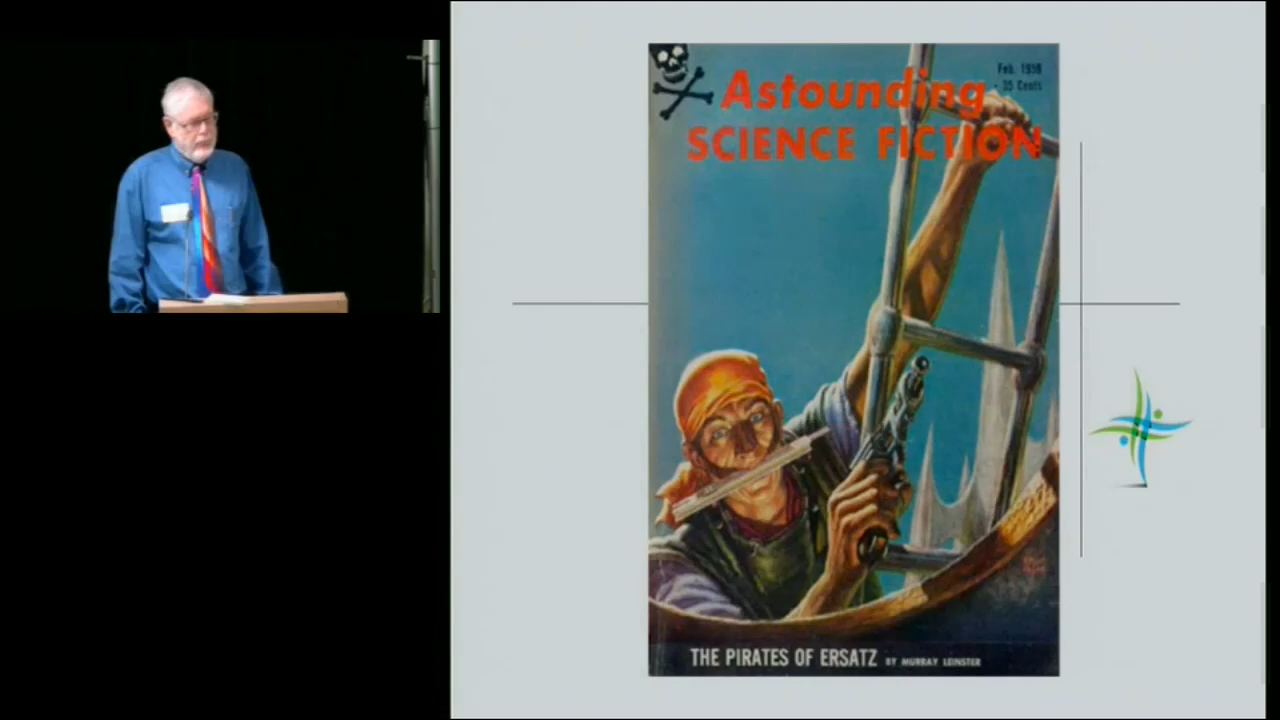 Feb. 1959
35 Cents
Astounding
SCIENCE FICTION
THE PIRATES OF ERSATZ BY MURRAY LEINSTER